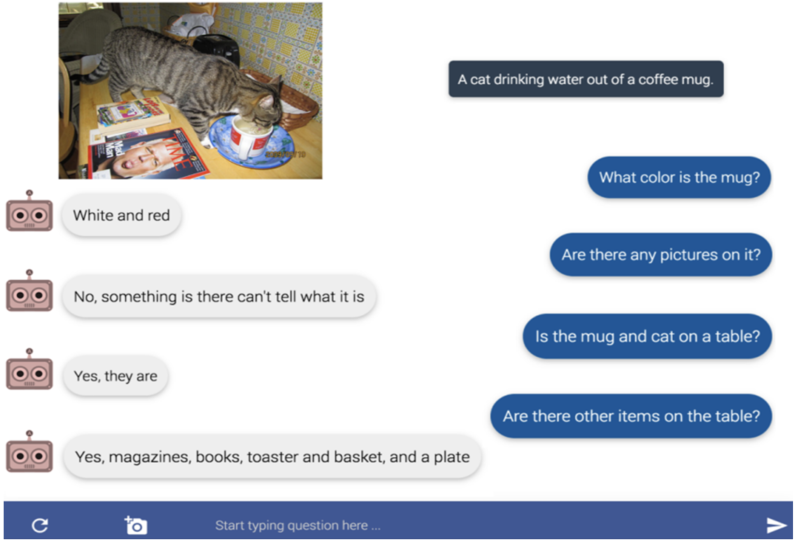 TIME
A cat drinking water out of a coffee mug.
What color is the mug?
White and red
Are there any pictures on it?
No, something is there can't tell what it is
Is the mug and cat on a table?
Yes, they are
Are there other items on the table?
Yes, magazines, books, toaster and basket, and a plate
Start typing question here ...